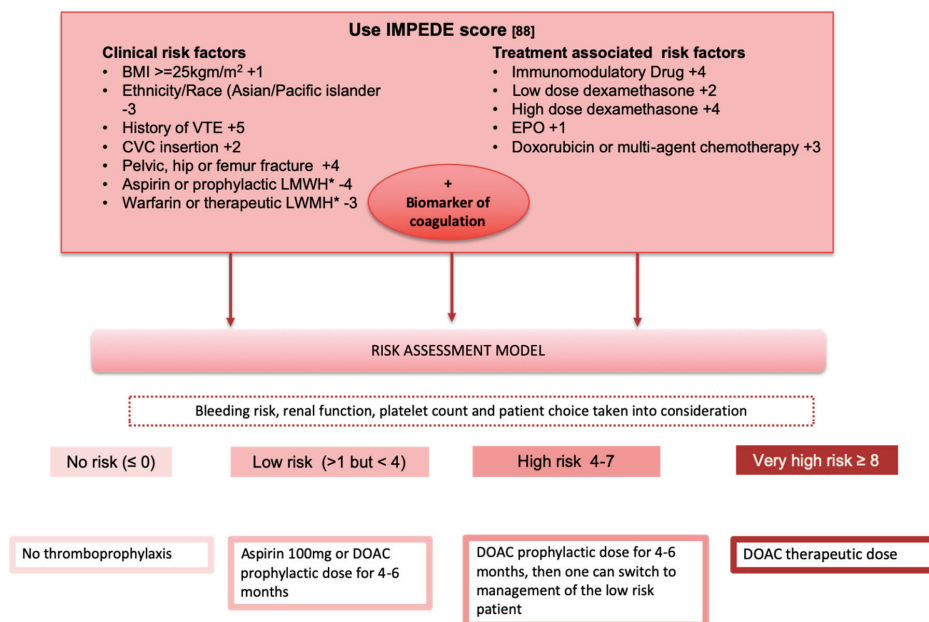 Use IMPEDE score [88]
Clinical risk factors
• BMI >=25kgm/m² +1
• Ethnicity/Race (Asian/Pacific islander
-3
• History of VTE +5
• CVC insertion +2
• Pelvic, hip or femur fracture +4
• Aspirin or prophylactic LMWH* -4
• Warfarin or therapeutic LWMH* -3
Treatment associated risk factors
• Immunomodulatory Drug +4
• Low dose dexamethasone +2
• High dose dexamethasone +4
• EPO +1
• Doxorubicin or multi-agent chemotherapy +3
+
Biomarker of
coagulation
RISK ASSESSMENT MODEL
Bleeding risk, renal function, platelet count and patient choice taken into consideration
No risk (≤ 0)
Low risk (>1 but < 4)
High risk 4-7
Very high risk ≥ 8
No thromboprophylaxis
Aspirin 100mg or DOAC
prophylactic dose for 4-6
months
DOAC prophylactic dose for 4-6
months, then one can switch to
management of the low risk
patient
DOAC therapeutic dose